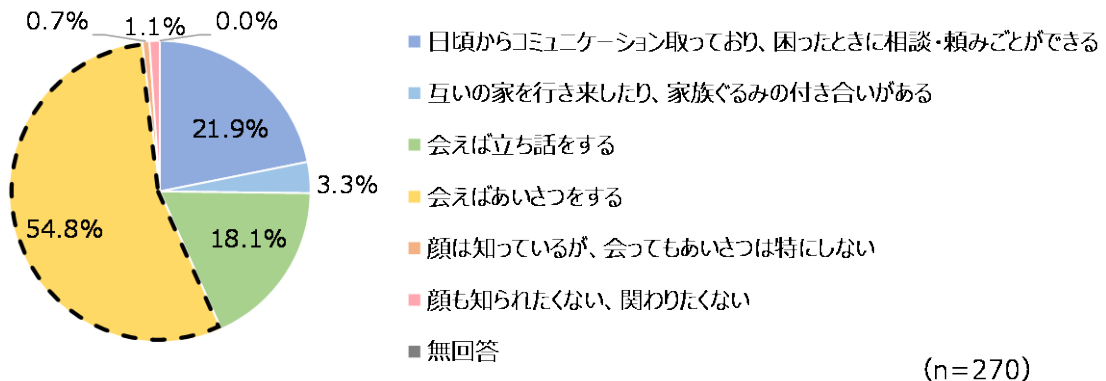 0.7%
1.1%
0.0%
21.9%
3.3%
18.1%
54.8%
日頃からコミュニケーション取っており、困ったときに相談・頼みごとができる
互いの家を行き来したり、家族ぐるみの付き合いがある
会えば立ち話をする
会えばあいさつをする
顔は知っているが、会ってもあいさつは特にしない
顔も知られたくない、関わりたくない
無回答
(n=270)